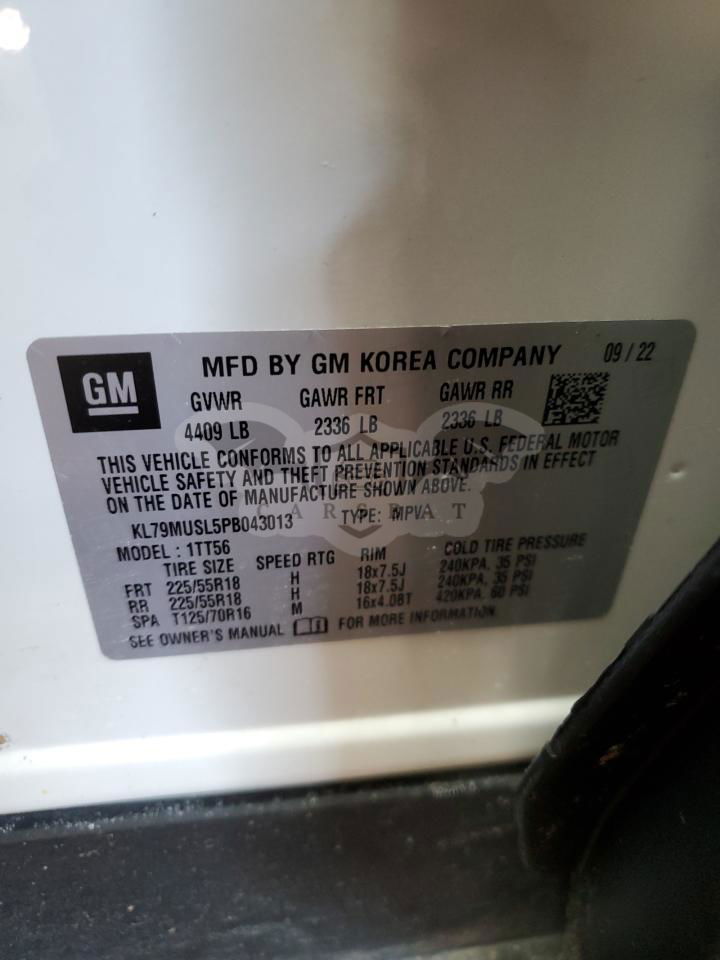 GM
MFD BY GM KOREA COMPANY 09 / 22
GVWR GAWR FRT GAWR RR
4409 LB 2336 LB 2336 LB
THIS VEHICLE CONFORMS TO ALL APPLICABLE U.S. FEDERAL MOTOR
VEHICLE SAFETY AND THEFT PREVENTION STANDARDS IN EFFECT
ON THE DATE OF MANUFACTURE SHOWN ABOVE.
CARSBAT
KL79MUSL5PB043013 TYPE: MPV
MODEL : 1TT56
TIRE SIZE SPEED RTG RIM COLD TIRE PRESSURE
FRT 225/55R18 H 18x7.5J 240KPA, 35 PSI
RR 225/55R18 H 18x7.5J 240KPA, 35 PSI
SPA T125/70R16 M 16x4.0BT 420KPA, 60 PSI
SEE OWNER'S MANUAL FOR MORE INFORMATION.